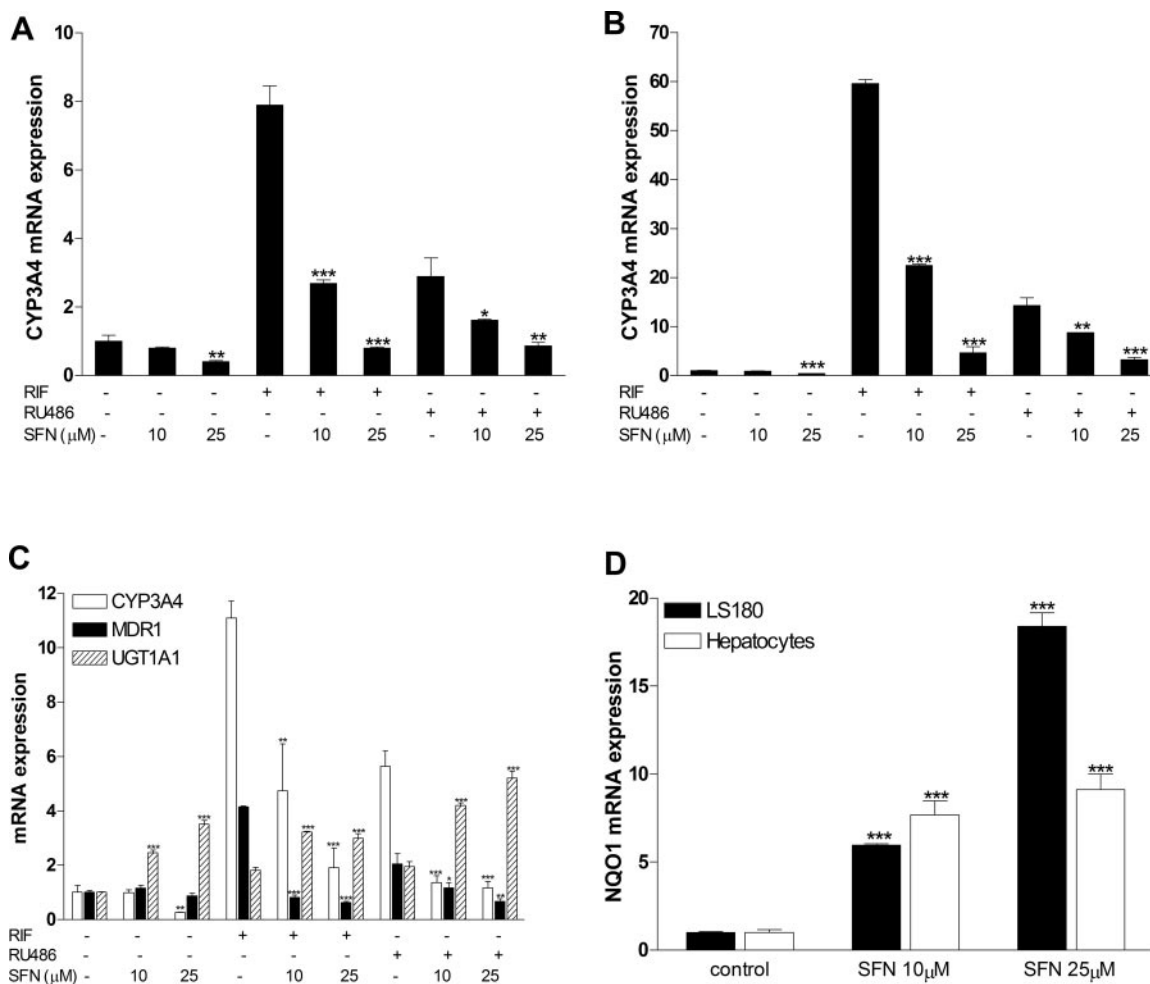 A
CYP3A4 mRNA expression
10
8
6
4
2
0
** *** *** * **
RIF - - - + + + - - -
RU486 - - - - - - + + +
SFN (μM) - 10 25 - 10 25 - 10 25
B
CYP3A4 mRNA expression
70
60
50
40
30
20
10
0
*** *** *** ** ***
RIF - - - + + + - - -
RU486 - - - - - - + + +
SFN (μM) - 10 25 - 10 25 - 10 25
C
mRNA expression
12
10
8
6
4
2
0
CYP3A4
MDR1
UGT1A1
*** ** *** ** *** *** *** *** *** *** * *** *** ** ***
RIF - - - + + + - - -
RU486 - - - - - - + + +
SFN (μM) - 10 25 - 10 25 - 10 25
D
NQO1 mRNA expression
20
15
10
5
0
LS180
Hepatocytes
*** *** *** ***
control SFN 10μM SFN 25μM